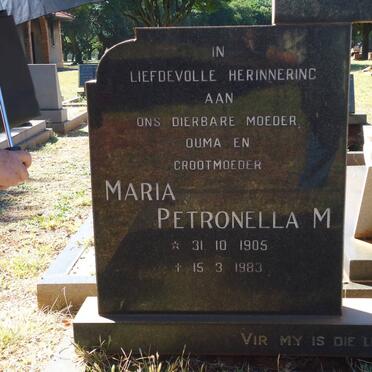 IN
LIEFDEVOLLE HERINNERING
AAN
ONS DIERBARE MOEDER,
OUMA EN
GROOTMOEDER
MARIA
PETRONELLA M
☆ 31 10 1905
† 15 3 1983
VIR MY IS DIE L